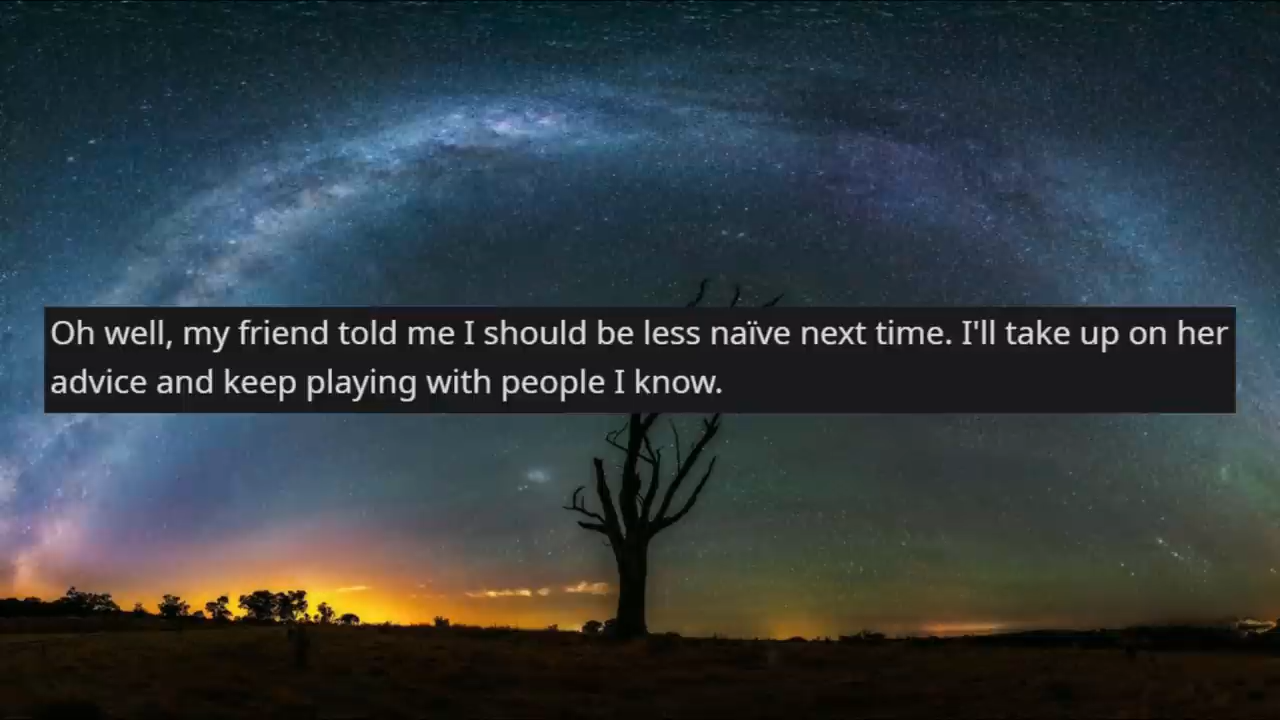 Oh well, my friend told me I should be less naïve next time. I'll take up on her
advice and keep playing with people I know.